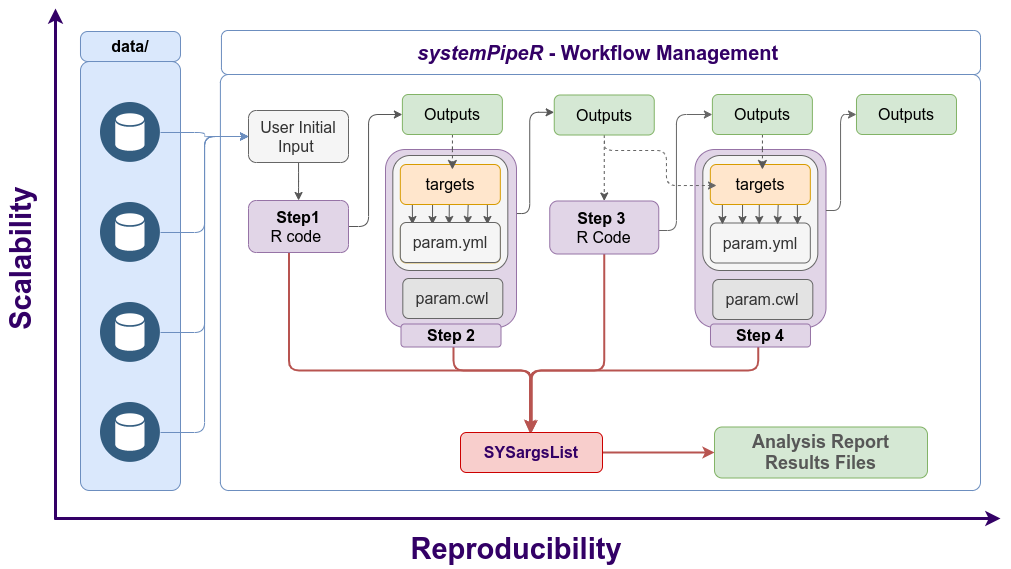 data/
systemPipeR - Workflow Management
User Initial
Input
Step1
R code
Outputs
targets
param.yml
param.cwl
Step 2
Outputs
Step 3
R Code
Outputs
targets
param.yml
param.cwl
Step 4
Outputs
SYSargsList
Analysis Report
Results Files
Scalability
Reproducibility